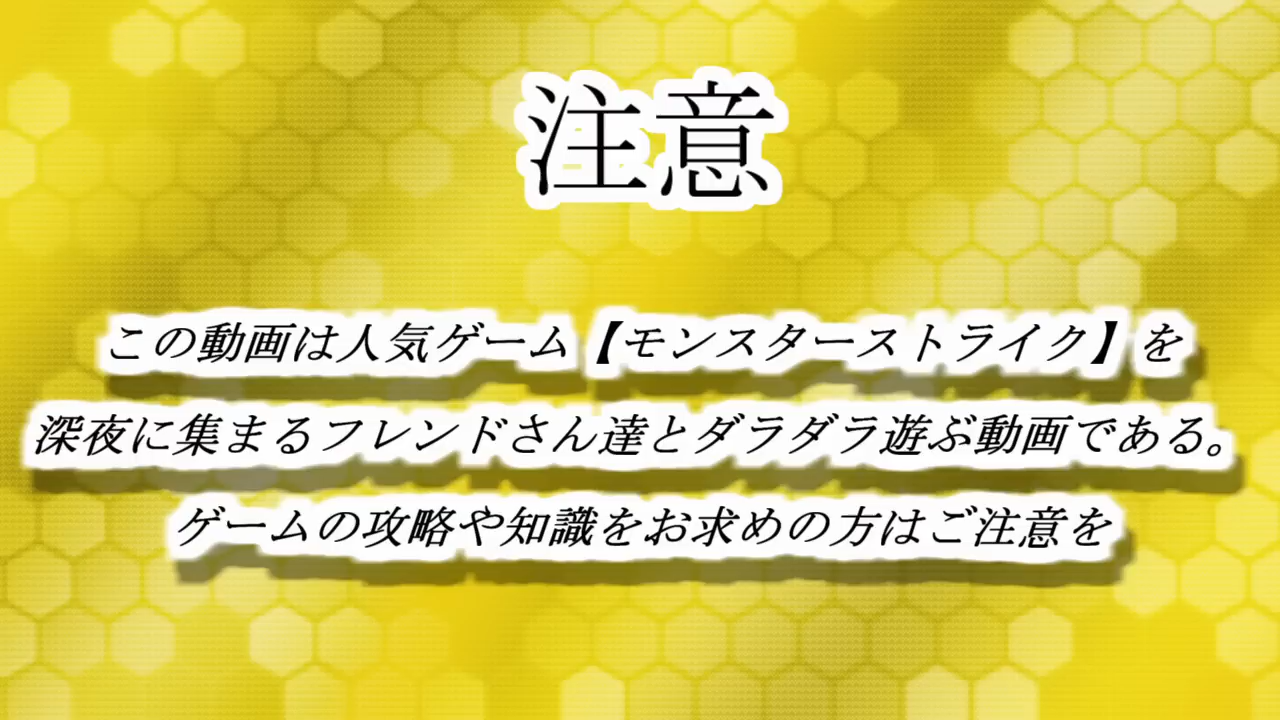 注意
この動画は人気ゲーム【モンスターストライク】を
深夜に集まるフレンドさん達とダラダラ遊ぶ動画である。
ゲームの攻略や知識をお求めの方はご注意を